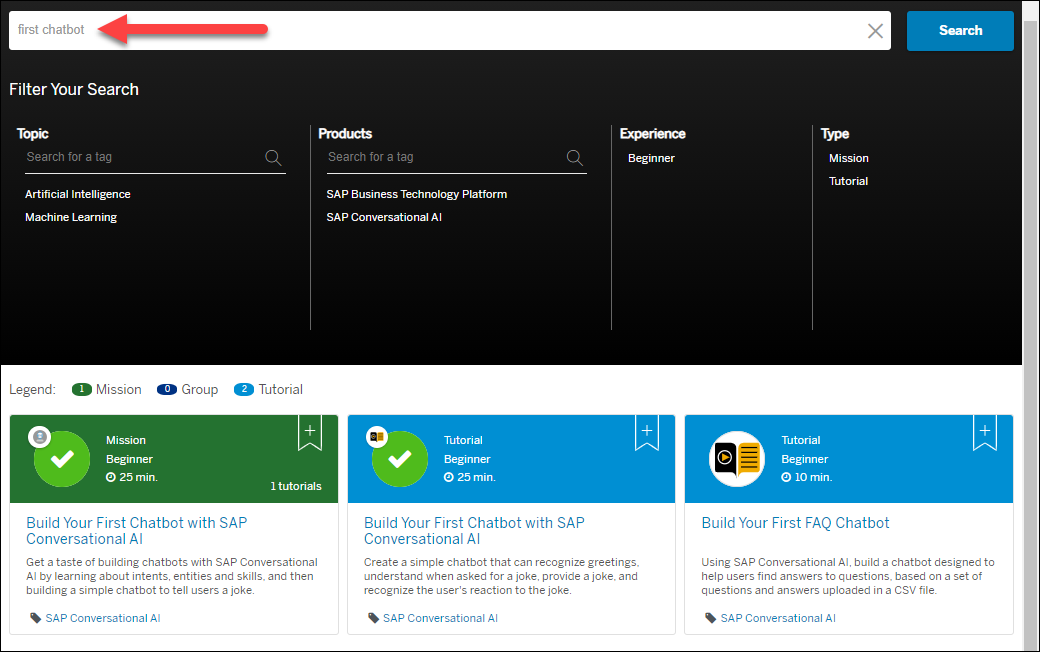 first chatbot
Search
Filter Your Search
Topic
Search for a tag
Artificial Intelligence
Machine Learning
Products
Search for a tag
SAP Business Technology Platform
SAP Conversational AI
Experience
Beginner
Type
Mission
Tutorial
Legend: 1 Mission 0 Group 2 Tutorial
Mission
Beginner
25 min.
1 tutorials
Build Your First Chatbot with SAP
Conversational AI
Get a taste of building chatbots with SAP Conversational
AI by learning about intents, entities and skills, and then
building a simple chatbot to tell users a joke.
SAP Conversational AI
Tutorial
Beginner
25 min.
Build Your First Chatbot with SAP
Conversational AI
Create a simple chatbot that can recognize greetings,
understand when asked for a joke, provide a joke, and
recognize the user's reaction to the joke.
SAP Conversational AI
Tutorial
Beginner
10 min.
Build Your First FAQ Chatbot
Using SAP Conversational AI, build a chatbot designed to
help users find answers to questions, based on a set of
questions and answers uploaded in a CSV file.
SAP Conversational AI